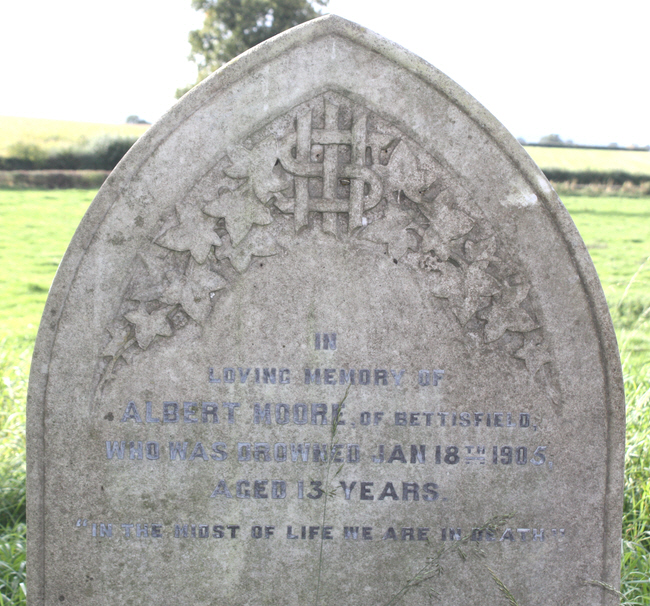 IHS
IN
LOVING MEMORY OF
ALBERT MOORE, OF BETTISFIELD,
WHO WAS DROWNED JAN 18TH 1905,
AGED 13 YEARS.
"IN THE MIDST OF LIFE WE ARE IN DEATH"